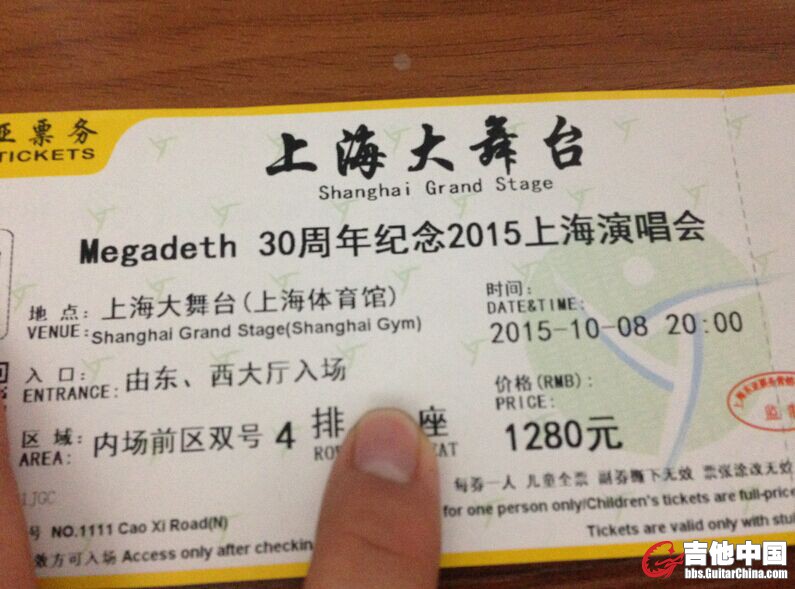 票务
TICKETS
上海大舞台
Shanghai Grand Stage
Megadeth 30周年纪念2015上海演唱会
地 点: 上海大舞台(上海体育馆)
VENUE: Shanghai Grand Stage(Shanghai Gym)
时间:
DATE&TIME:
2015-10-08 20:00
入 口: 由东、西大厅入场
ENTRANCE:
价格(RMB):
PRICE:
1280元
区 域: 内场前区双号 4 排 座
AREA:
每券一人 儿童全票 副券撕下无效 票张涂改无效
for one person only/Children's tickets are full-price
Tickets are valid only with
号 NO.1111 Cao Xi Road(N)
效方可入场 Access only after
吉他中国
bbs.GuitarChina.com